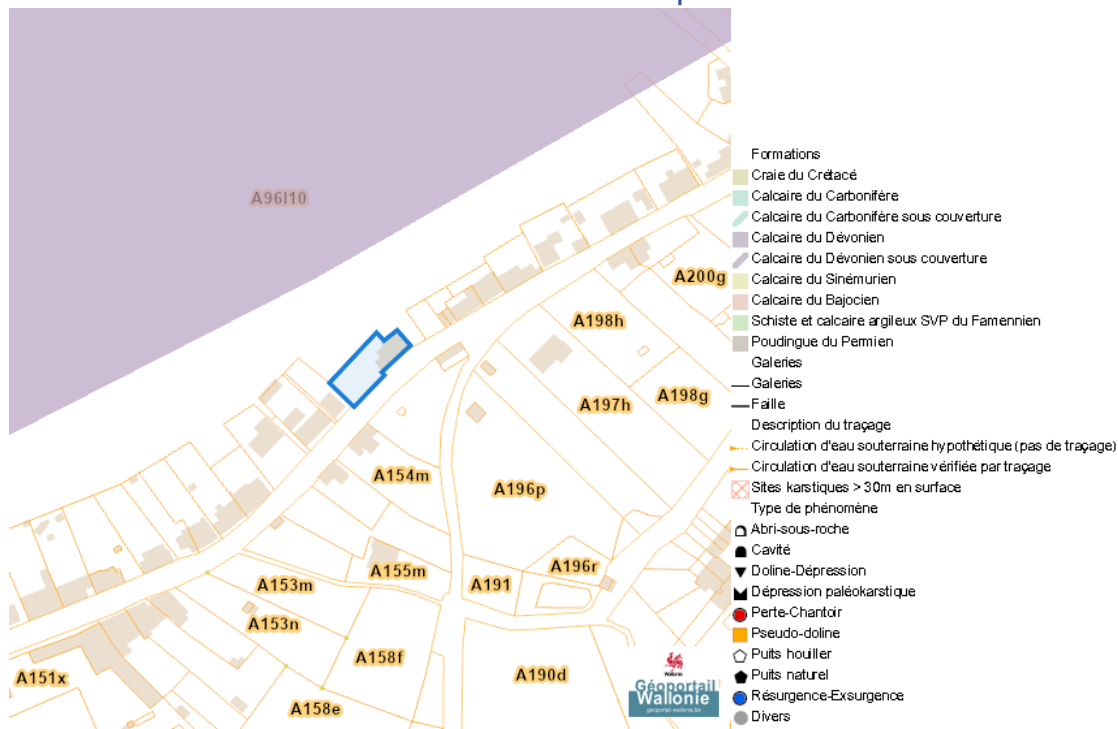 A96l10
A200g
A198h
A198g
A197h
A154m
A196p
A196r
A155m
A191
A153m
A153n
A158f
A151x
A190d
A158e
Wallonie
Géoportail
Wallonie
geoportail.wallonie.be
Formations
Craie du Crétacé
Calcaire du Carbonifère
Calcaire du Carbonifère sous couverture
Calcaire du Dévonien
Calcaire du Dévonien sous couverture
Calcaire du Sinémurien
Calcaire du Bajocien
Schiste et calcaire argileux SVP du Famennien
Poudingue du Permien
Galeries
Galeries
Faille
Description du traçage
Circulation d'eau souterraine hypothétique (pas de traçage)
Circulation d'eau souterraine vérifiée par traçage
Sites karstiques > 30m en surface
Type de phénomène
Abri-sous-roche
Cavité
Doline-Dépression
Dépression paléokarstique
Perte-Chantoir
Pseudo-doline
Puits houiller
Puits naturel
Résurgence-Exsurgence
Divers